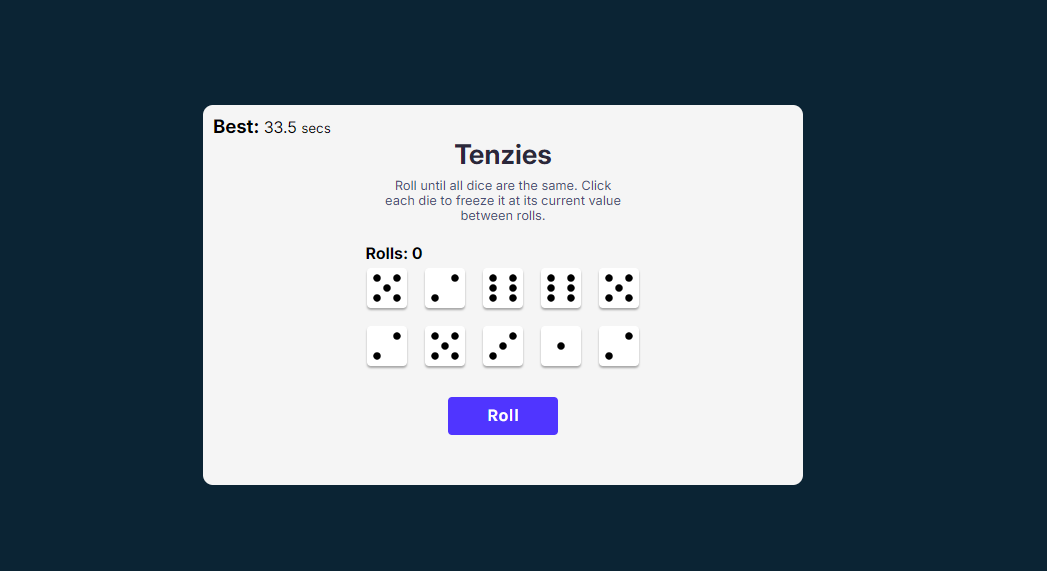 Best: 33.5 secs
Tenzies
Roll until all dice are the same. Click
each die to freeze it at its current value
between rolls.
Rolls: 0
Roll